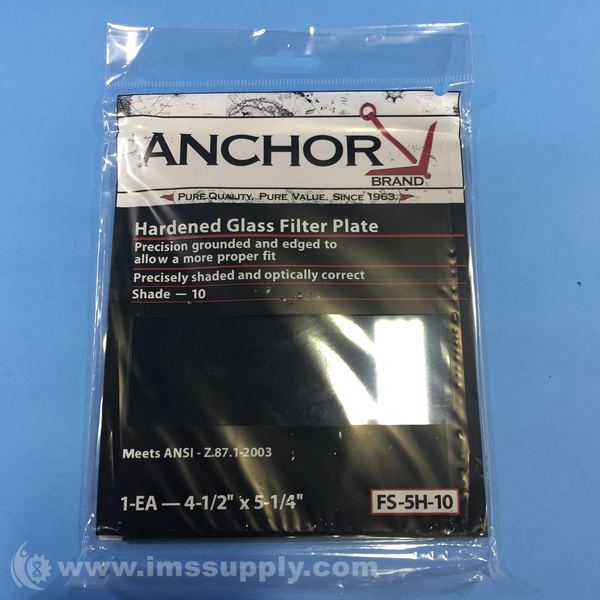 ANCHOR
BRAND
PURE QUALITY. PURE VALUE. SINCE 1963.
Hardened Glass Filter Plate
Precision grounded and edged to
allow a more proper fit
Precisely shaded and optically correct
Shade — 10
Meets ANSI - Z.87.1-2003
1-EA — 4-1/2" x 5-1/4"
FS-5H-10
www.imssupply.com